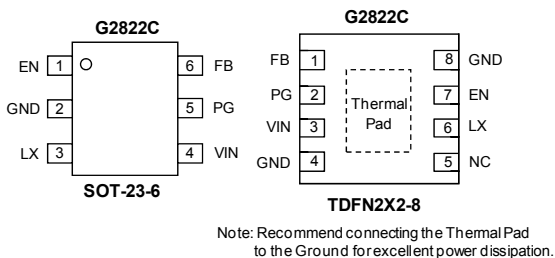 G2822C
EN 1 6 FB
GND 2 5 PG
LX 3 4 VIN
SOT-23-6
G2822C
FB 1 8 GND
PG 2 Thermal Pad 7 EN
VIN 3 6 LX
GND 4 5 NC
TDFN2X2-8
Note: Recommend connecting the Thermal Pad
to the Ground for excellent power dissipation.